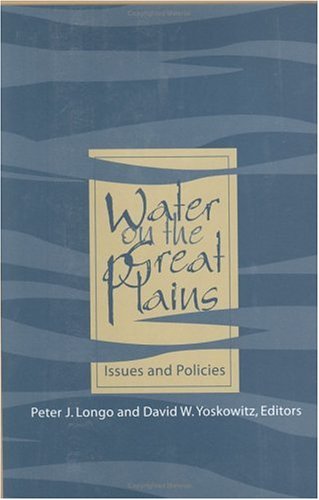 Water
on the
Great
Plains
Issues and Policies
Peter J. Longo and David W. Yoskowitz, Editors